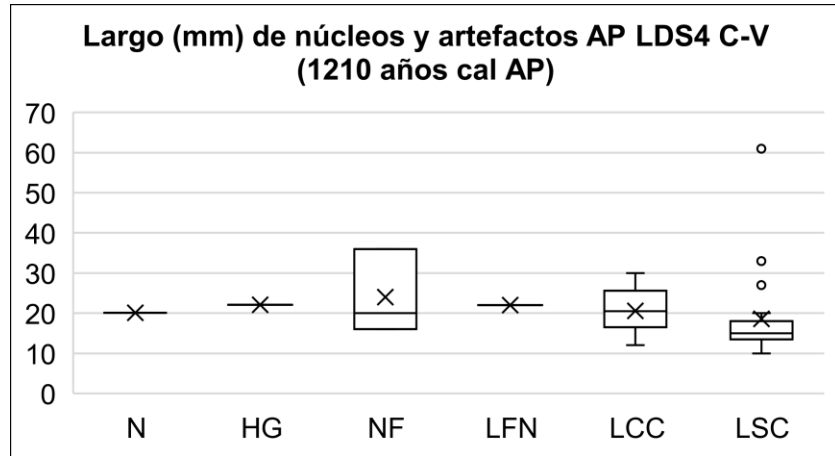 Largo (mm) de núcleos y artefactos AP LDS4 C-V
(1210 años cal AP)
70
60
50
40
30
20
10
0
N HG NF LFN LCC LSC